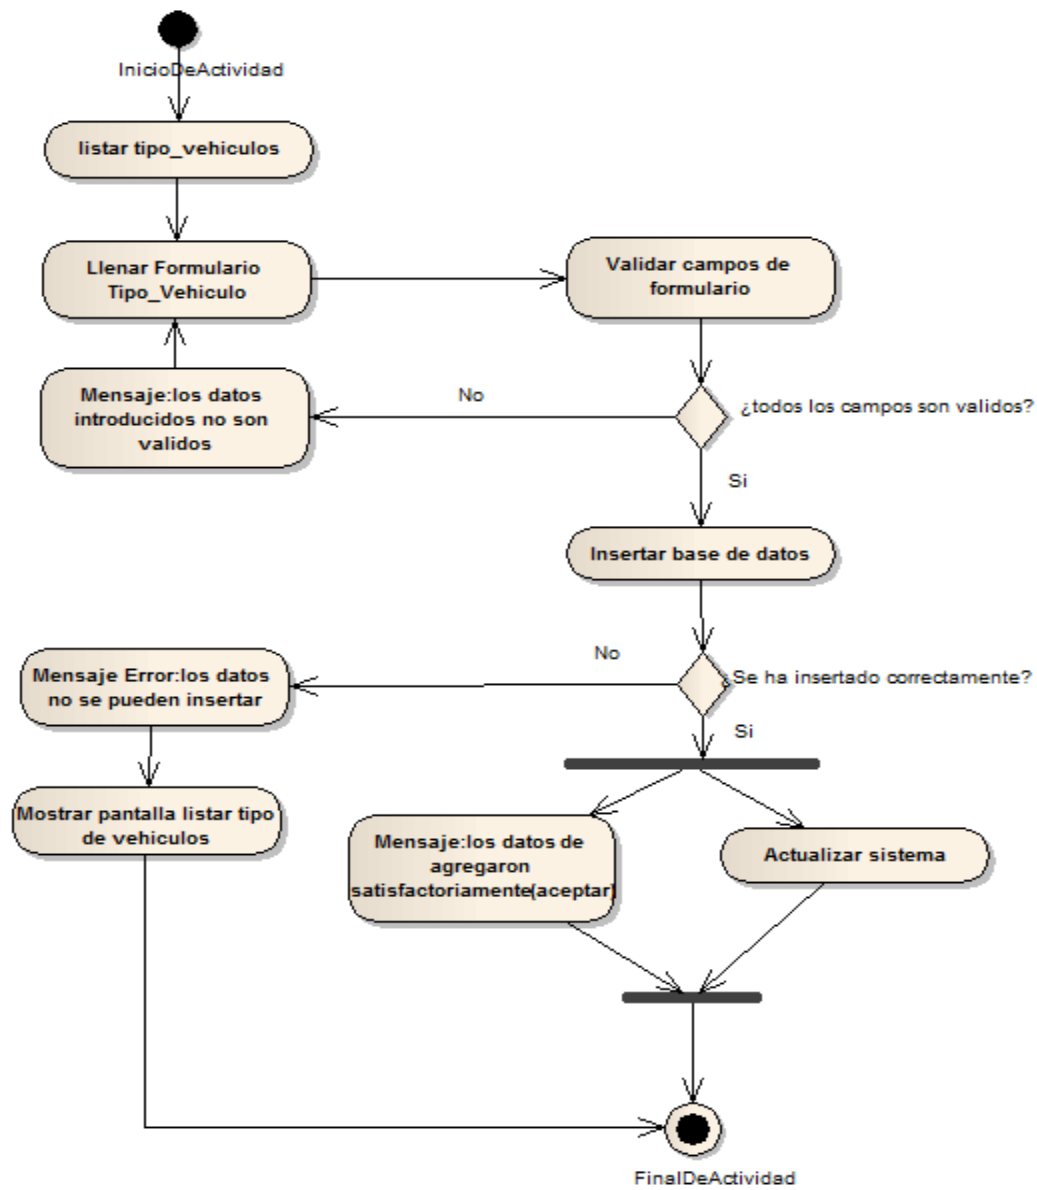 InicioDeActividad
listar tipo_vehiculos
Llenar Formulario
Tipo_Vehiculo
Validar campos de
formulario
Mensaje:los datos
introducidos no son
validos
No
¿todos los campos son validos?
Si
Insertar base de datos
Mensaje Error:los datos
no se pueden insertar
No
¿Se ha insertado correctamente?
Si
Mostrar pantalla listar tipo
de vehiculos
Mensaje:los datos de
agregaron
satisfactoriamente(aceptar)
Actualizar sistema
FinalDeActividad